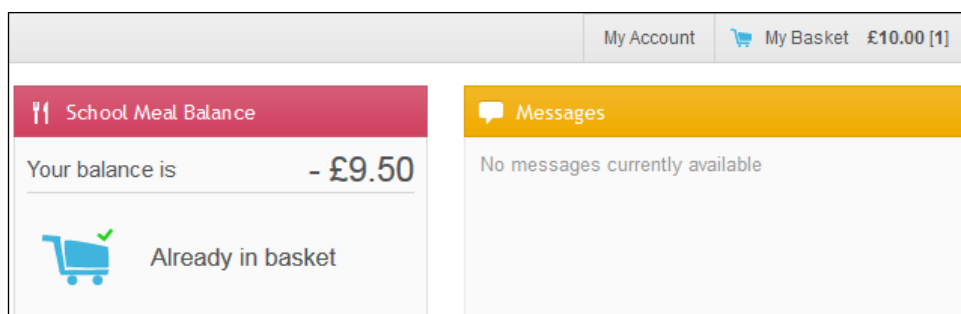 My Account My Basket £10.00 [1]
School Meal Balance
Messages
Your balance is - £9.50
No messages currently available
Already in basket